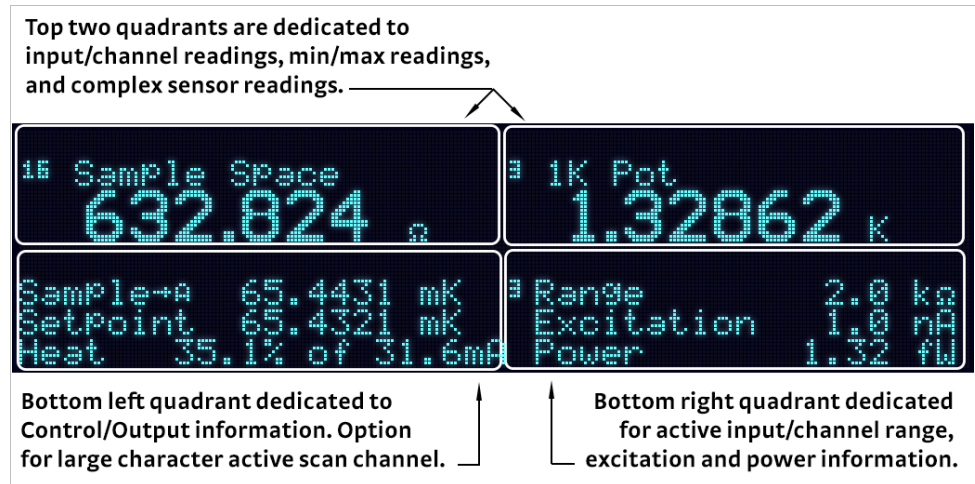 Top two quadrants are dedicated to
input/channel readings, min/max readings,
and complex sensor readings.
16 Sample Space
632.824 Ω
3 1K Pot
1.32862 K
Sample→A 65.4431 mK
Setpoint 65.4321 mK
Heat 35.1% of 31.6mA
3 Range 2.0 kΩ
Excitation 1.0 nA
Power 1.32 fW
Bottom left quadrant dedicated to
Control/Output information. Option
for large character active scan channel.
Bottom right quadrant dedicated
for active input/channel range,
excitation and power information.